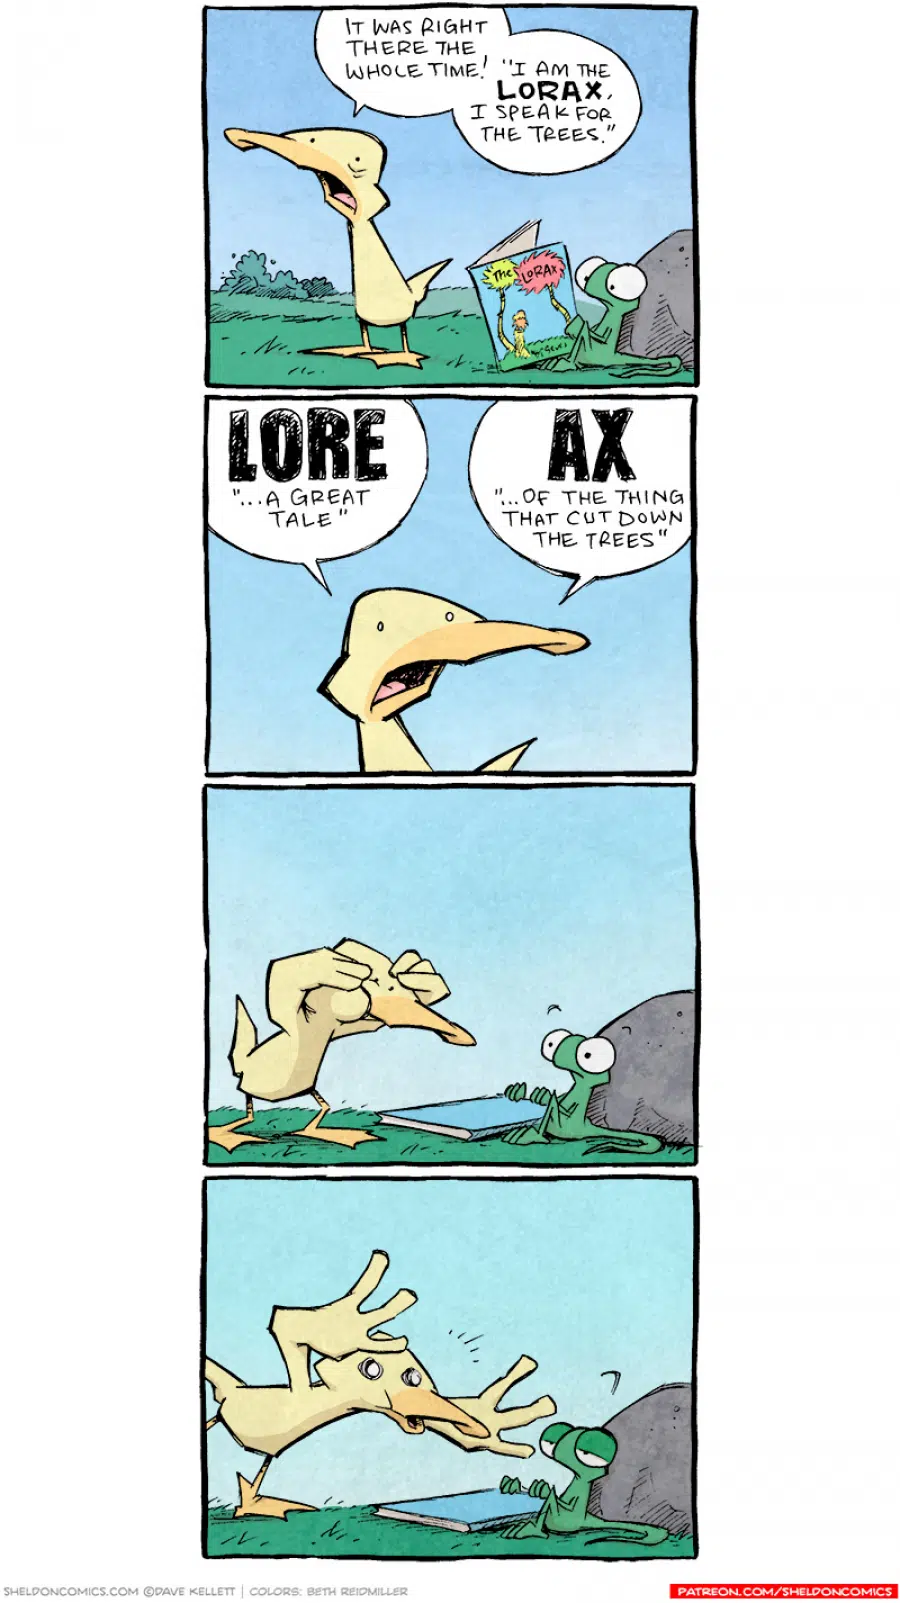 IT WAS RIGHT
THERE THE
WHOLE TIME!
"I AM THE
LORAX,
I SPEAK FOR
THE TREES."
The LORAX
LORE
"...A GREAT
TALE"
AX
"...OF THE THING
THAT CUT DOWN
THE TREES"
SHELDONCOMICS.COM ©DAVE KELLETT | COLORS: BETH REIDMILLER
PATREON.COM/SHELDONCOMICS